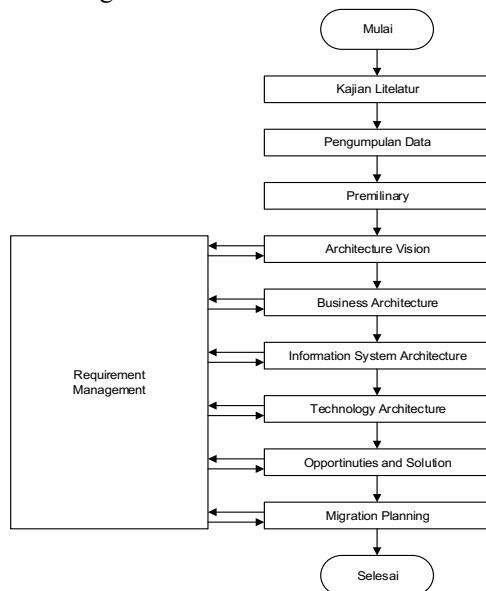 Mulai
Kajian Litelatur
Pengumpulan Data
Premilinary
Architecture Vision
Business Architecture
Requirement
Management
Information System Architecture
Technology Architecture
Opportinuties and Solution
Migration Planning
Selesai